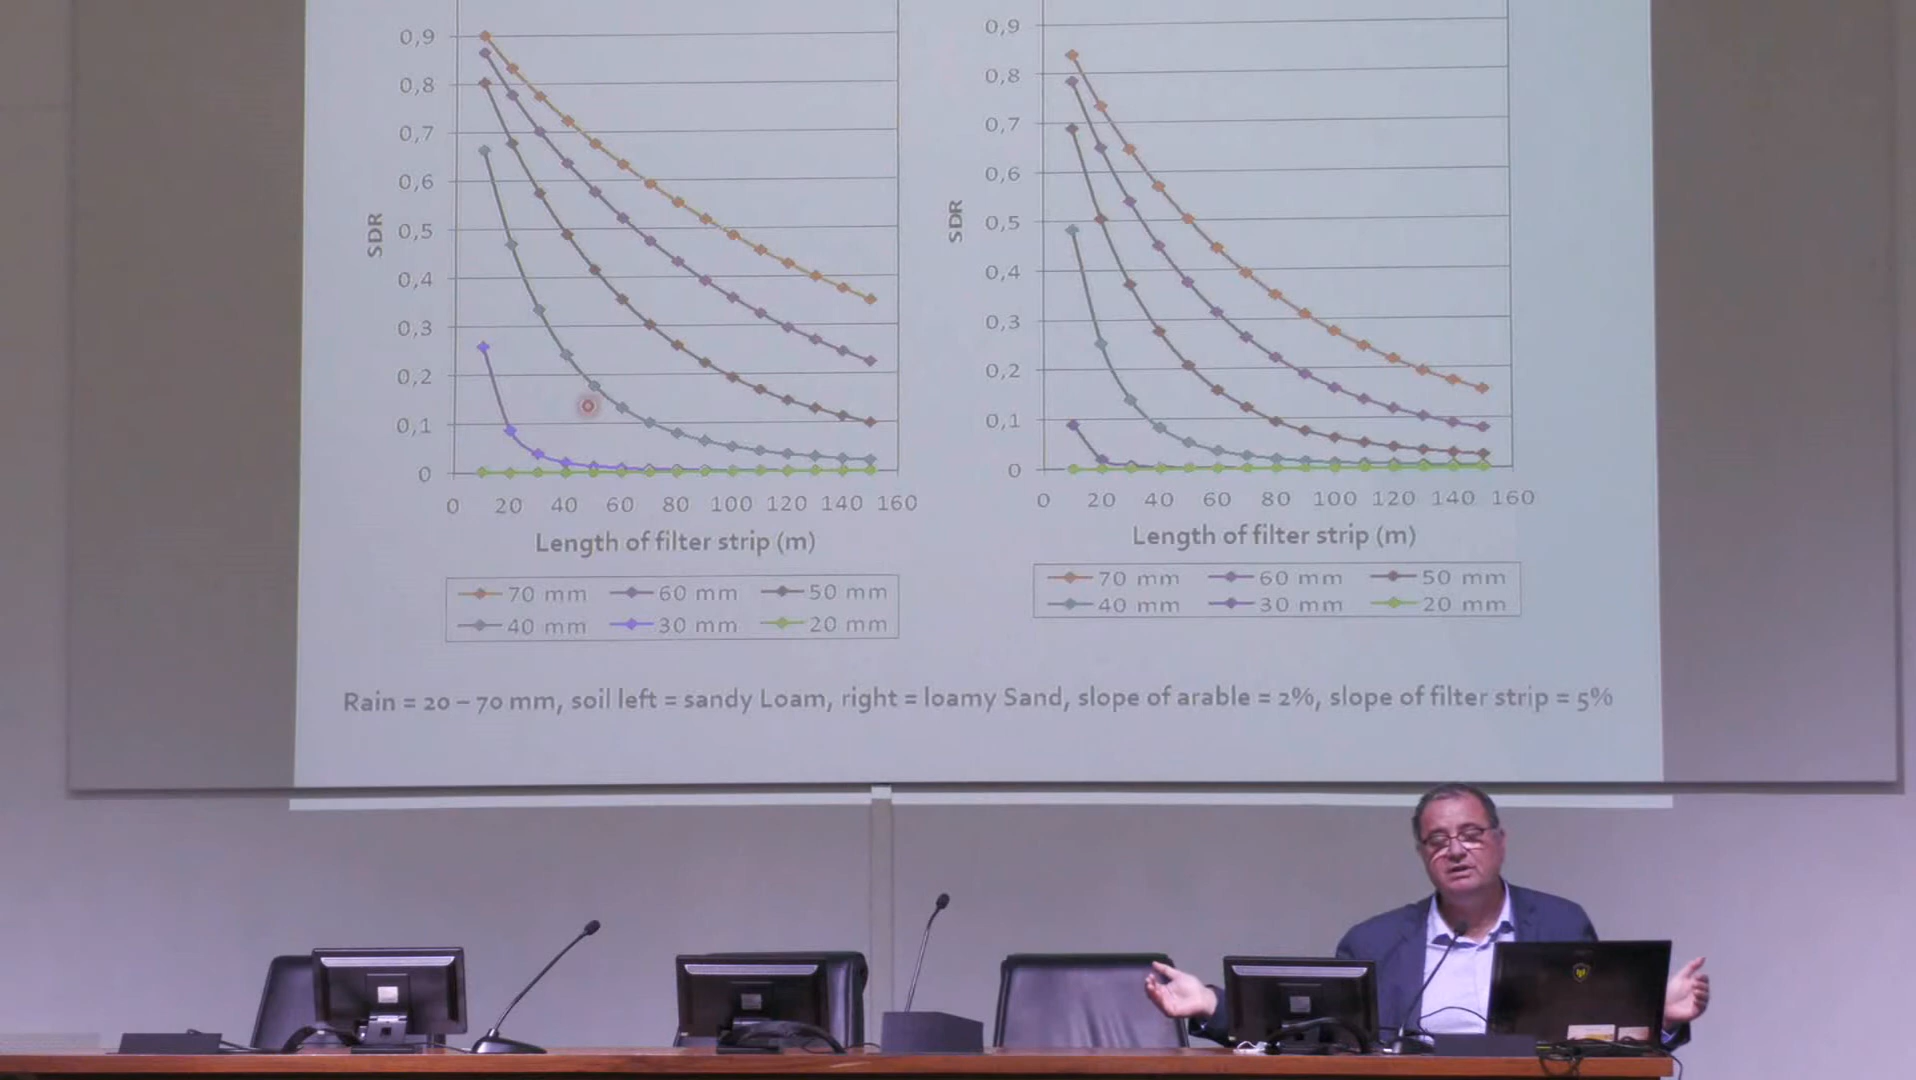 0,9
0,8
0,7
0,6
0,5
0,4
0,3
0,2
0,1
0
SDR
0 20 40 60 80 100 120 140 160
Length of filter strip (m)
70 mm 60 mm 50 mm
40 mm 30 mm 20 mm
0,9
0,8
0,7
0,6
0,5
0,4
0,3
0,2
0,1
0
SDR
0 20 40 60 80 100 120 140 160
Length of filter strip (m)
70 mm 60 mm 50 mm
40 mm 30 mm 20 mm
Rain = 20 – 70 mm, soil left = sandy Loam, right = loamy Sand, slope of arable = 2%, slope of filter strip = 5%